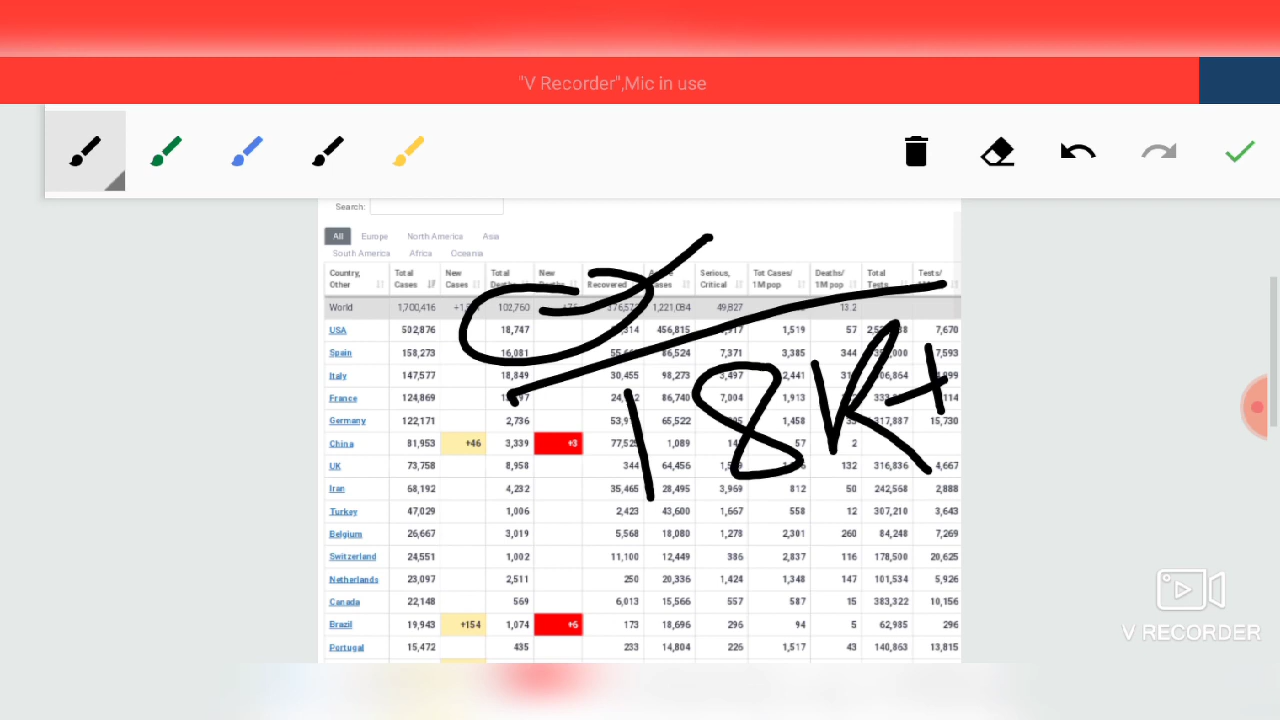 "V Recorder",Mic in use
Search:
All Europe North America Asia
South America Africa Oceania
Country, Other Total Cases New Cases Total New Recovered Serious, Critical Tot Cases/ 1M pop Deaths/ 1M pop Total Tests Tests/
World 1,700,416 102,760 1,221,084 49,827 13.2
USA 502,876 18,747 456,815 1,519 57 7,670
Spain 158,273 16,081 86,524 7,371 3,385 344 7,593
Italy 147,577 18,849 30,455 98,273 3,497 2,441
France 124,869 86,740 7,004 1,913
Germany 122,171 2,736 65,522 1,458 317,887 15,730
18K+
China 81,953 +46 3,339 +3 1,089 57 2
UK 73,758 8,958 344 64,456 132 316,836 4,667
Iran 68,192 4,232 35,465 28,495 3,969 812 50 242,568 2,888
Turkey 47,029 1,006 2,423 43,600 1,667 558 12 307,210 3,643
Belgium 26,667 3,019 5,568 18,080 1,278 2,301 260 84,248 7,269
Switzerland 24,551 1,002 11,100 12,449 386 2,837 116 178,500 20,625
Netherlands 23,097 2,511 250 20,336 1,424 1,348 147 101,534 5,926
Canada 22,148 569 6,013 15,566 557 587 15 383,322 10,156
Brazil 19,943 +154 1,074 +6 173 18,696 296 94 5 62,985 296
Portugal 15,472 435 233 14,804 226 1,517 43 140,863 13,815
V RECORDER